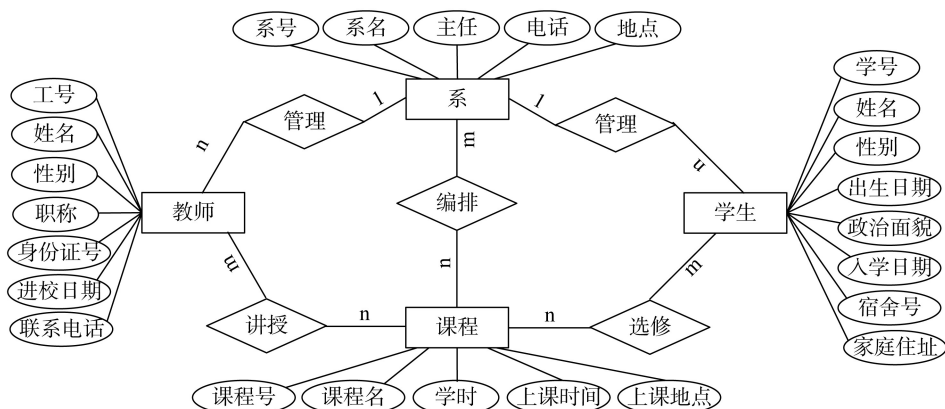 系号
系名
主任
电话
地点
工号
姓名
性别
职称
身份证号
进校日期
联系电话
教师
管理
n
1
系
管理
1
n
学号
姓名
性别
出生日期
政治面貌
入学日期
宿舍号
家庭住址
学生
m
编排
n
m
讲授
n
课程
n
选修
m
课程号
课程名
学时
上课时间
上课地点